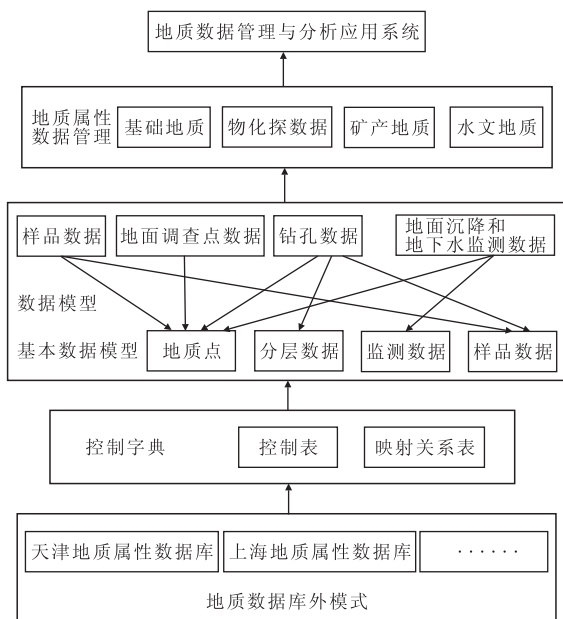 地质数据管理与分析应用系统
地质属性
数据管理
基础地质
物化探数据
矿产地质
水文地质
样品数据
地面调查点数据
钻孔数据
地面沉降和
地下水监测数据
数据模型
基本数据模型
地质点
分层数据
监测数据
样品数据
控制字典
控制表
映射关系表
天津地质属性数据库
上海地质属性数据库
······
地质数据库外模式